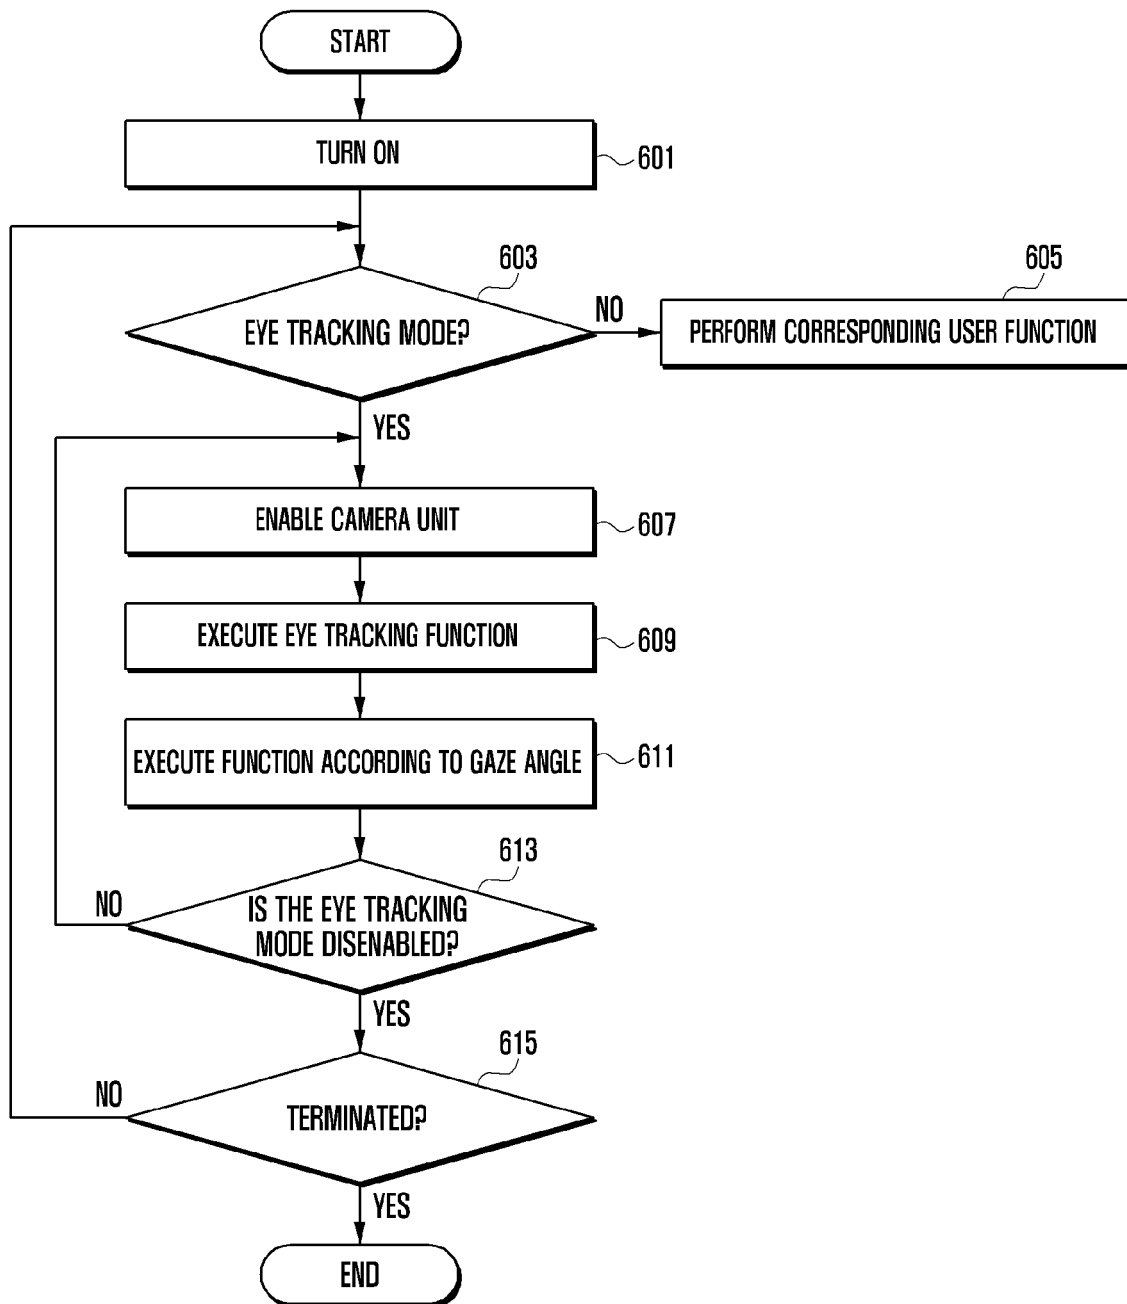 START
TURN ON
601
603
EYE TRACKING MODE?
NO
605
PERFORM CORRESPONDING USER FUNCTION
YES
ENABLE CAMERA UNIT
607
EXECUTE EYE TRACKING FUNCTION
609
EXECUTE FUNCTION ACCORDING TO GAZE ANGLE
611
613
NO
IS THE EYE TRACKING
MODE DISENABLED?
YES
615
NO
TERMINATED?
YES
END